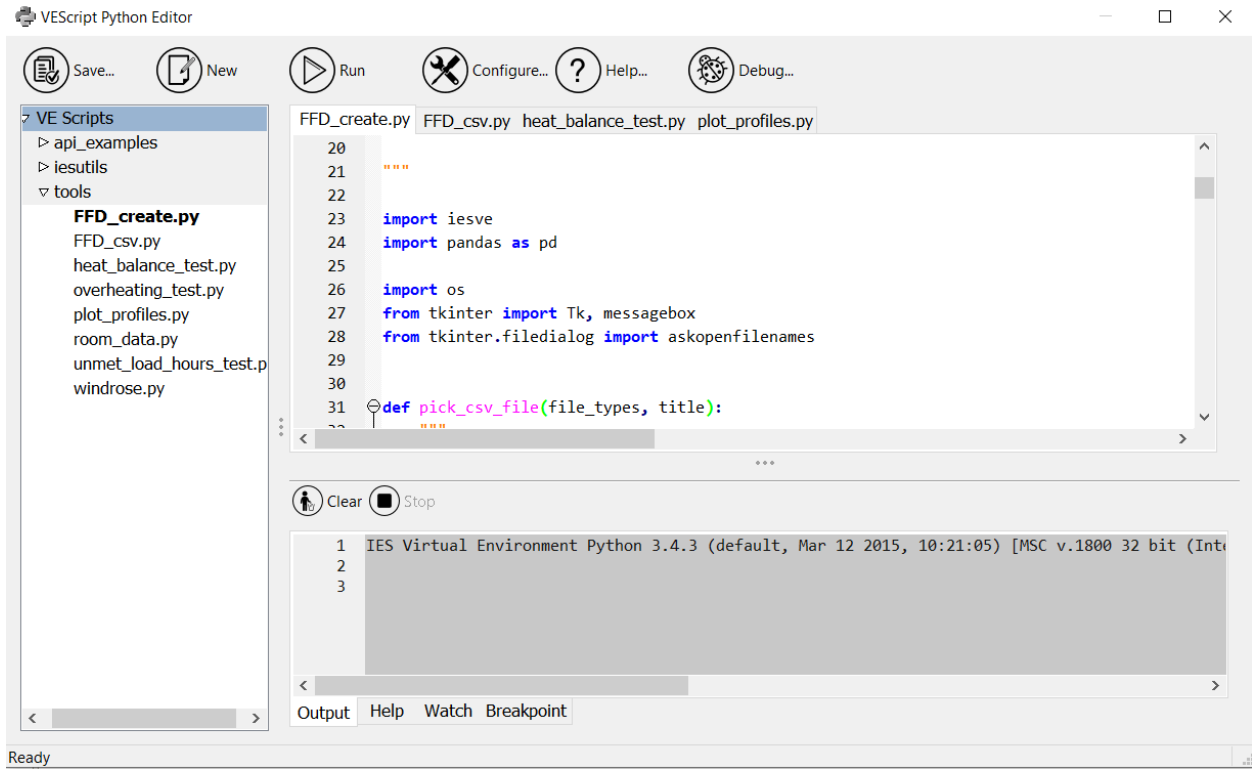 VEScript Python Editor
Save... New Run Configure... Help... Debug...
VE Scripts
api_examples
iesutils
tools
FFD_create.py
FFD_csv.py
heat_balance_test.py
overheating_test.py
plot_profiles.py
room_data.py
unmet_load_hours_test.p
windrose.py
FFD_create.py FFD_csv.py heat_balance_test.py plot_profiles.py
20
21 """
22
23 import iesve
24 import pandas as pd
25
26 import os
27 from tkinter import Tk, messagebox
28 from tkinter.filedialog import askopenfilenames
29
30
31 def pick_csv_file(file_types, title):
32 """
Clear Stop
1 IES Virtual Environment Python 3.4.3 (default, Mar 12 2015, 10:21:05) [MSC v.1800 32 bit (Inte
2
3
Output Help Watch Breakpoint
Ready